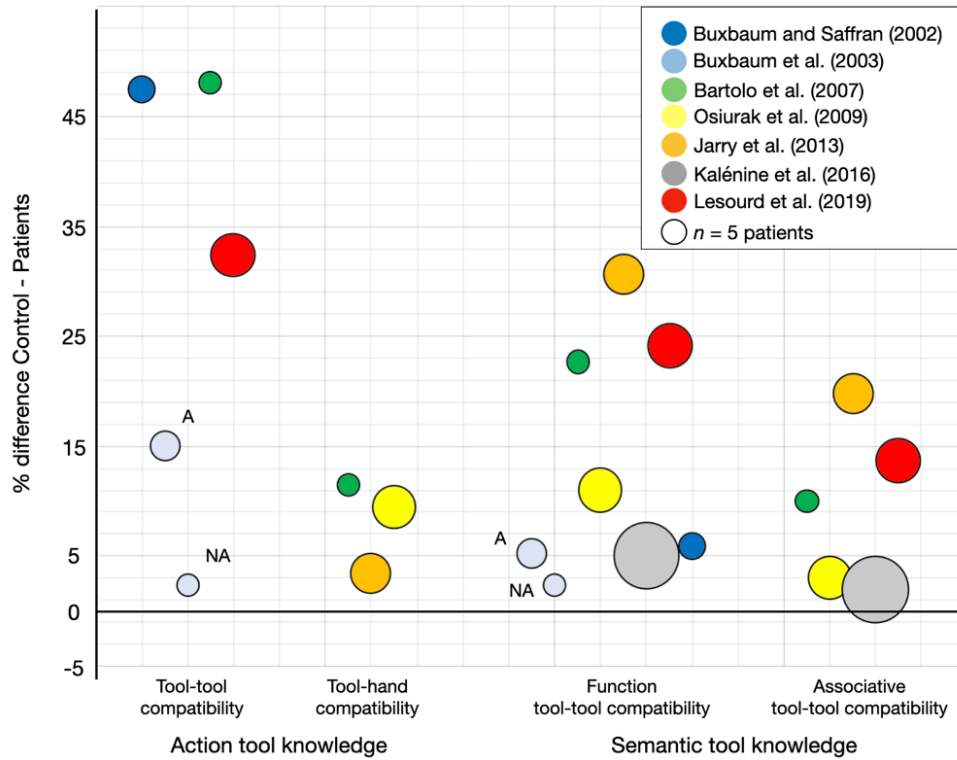 Buxbaum and Saffran (2002)
Buxbaum et al. (2003)
Bartolo et al. (2007)
Osiurak et al. (2009)
Jarry et al. (2013)
Kalénine et al. (2016)
Lesourd et al. (2019)
n = 5 patients
% difference Control - Patients
45
35
25
15
5
0
-5
A
NA
A
NA
Tool-tool
compatibility
Tool-hand
compatibility
Function
tool-tool compatibility
Associative
tool-tool compatibility
Action tool knowledge
Semantic tool knowledge